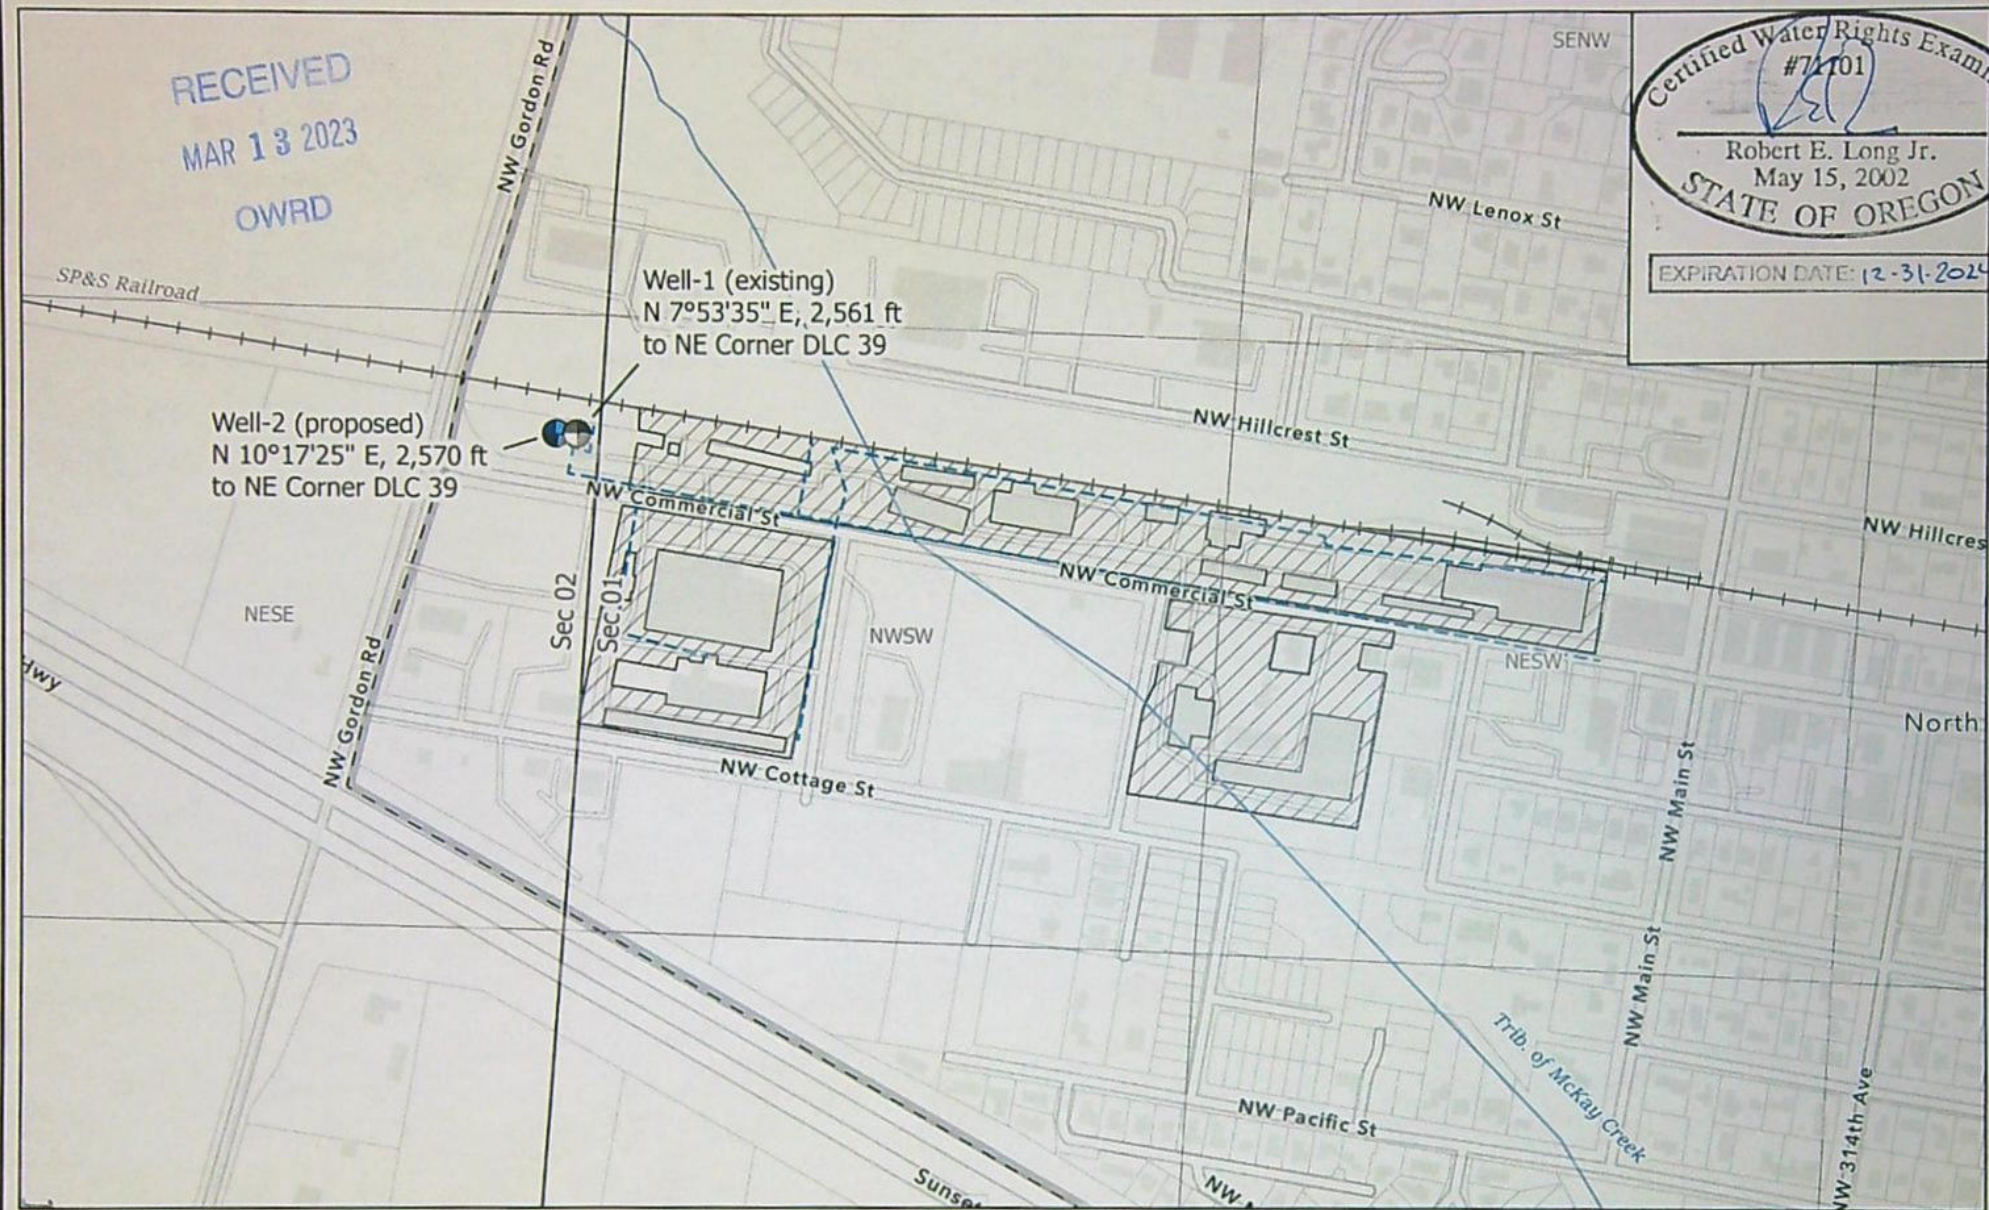 RECEIVED
MAR 13 2023
OWRD
NW Gordon Rd
SENW
Certified Water Rights
#71101
Robert E. Long Jr.
May 15, 2002
STATE OF OREGON
EXPIRATION DATE: 12-31-2024
NW Lenox St
SP&S Railroad
Well-1 (existing)
N 7°53'35" E, 2,561 ft
to NE Corner DLC 39
Well-2 (proposed)
N 10°17'25" E, 2,570 ft
to NE Corner DLC 39
NW Hillcrest St
NW Hillcres
NW Commercial St
NW Commercial St
Sec 02
Sec 01
NESE
NWSW
NESW
Hwy
NW Gordon Rd
North
NW Cottage St
NW Main St
NW Main St
Trib. of McKay Creek
NW Pacific St
NW 314th Ave
Sunset
NW